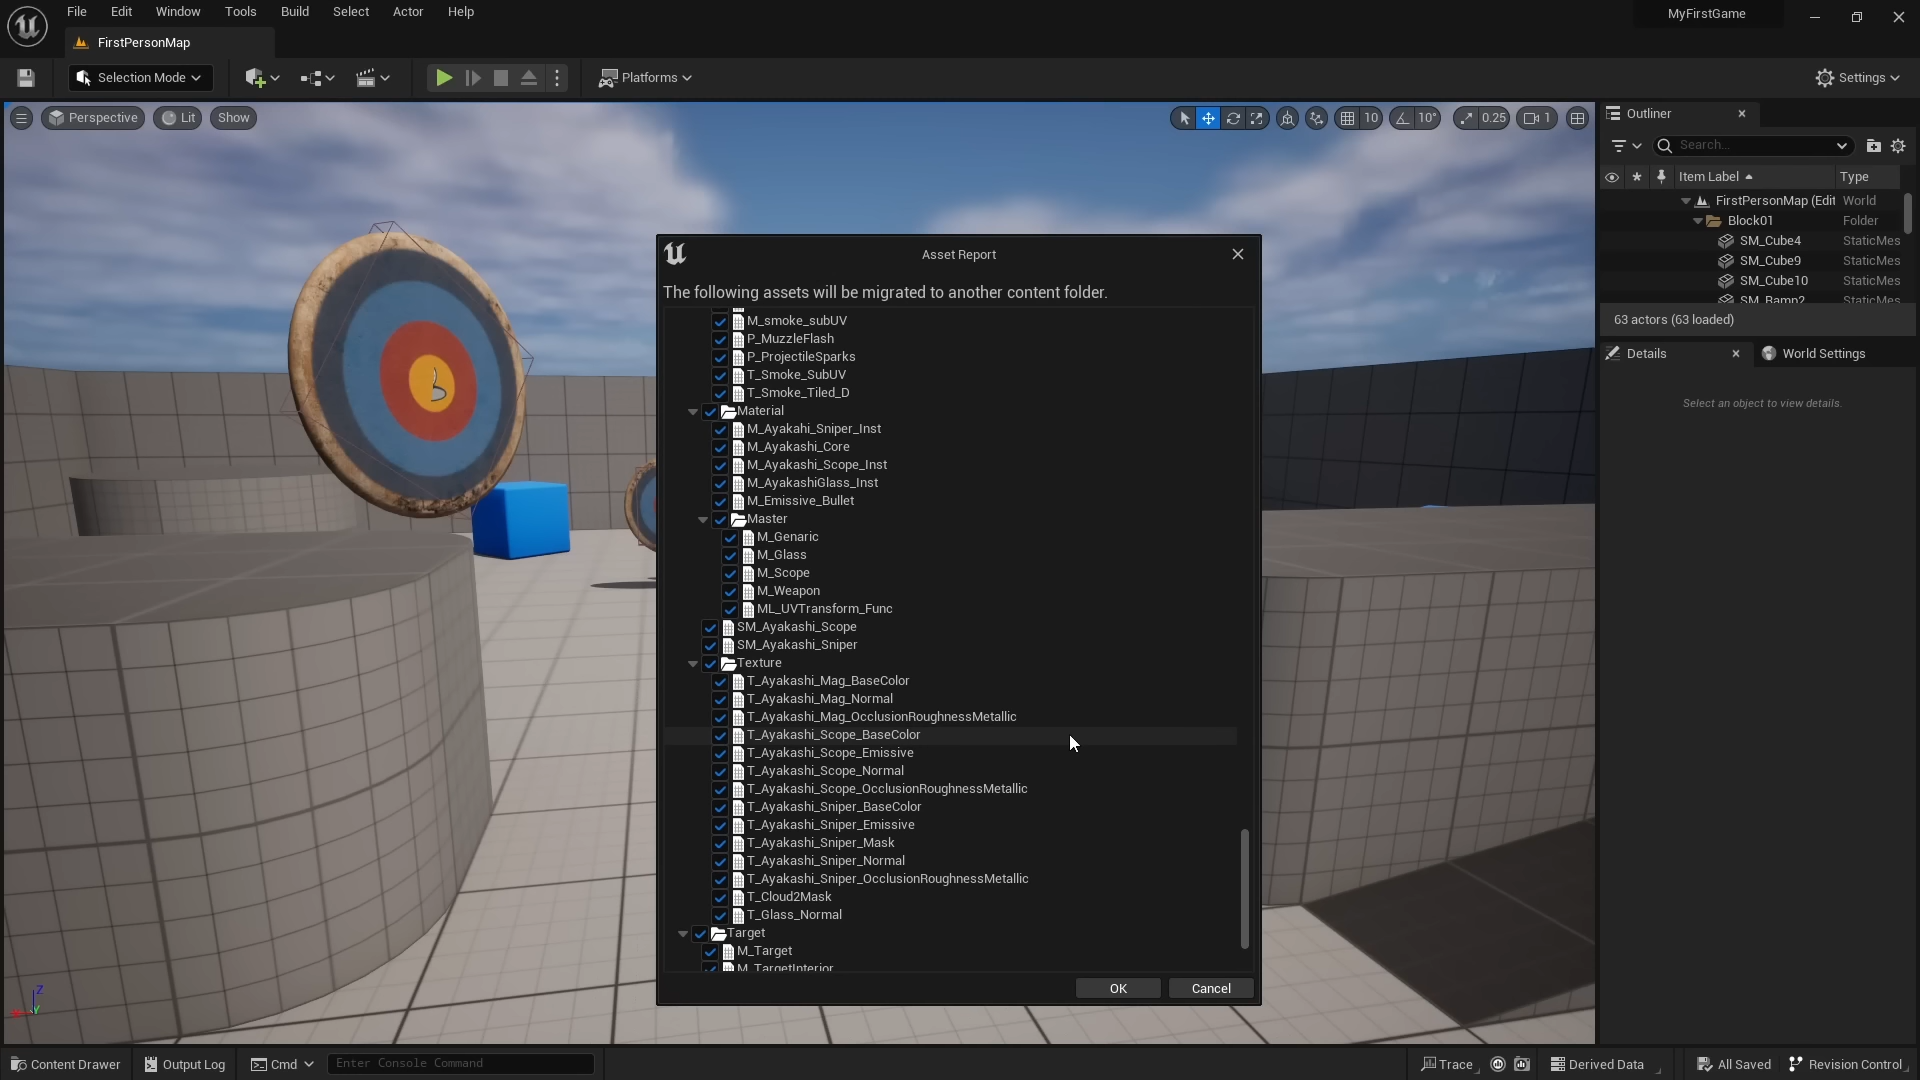 File Edit Window Tools Build Select Actor Help
MyFirstGame
FirstPersonMap
Selection Mode
Platforms
Settings
Perspective Lit Show
10 10° 0.25 1
Outliner
Search...
Item Label Type
FirstPersonMap (Edit World
Block01 Folder
SM_Cube4 StaticMes
SM_Cube9 StaticMes
SM_Cube10 StaticMes
SM_Ramp2 StaticMes
63 actors (63 loaded)
Details World Settings
Select an object to view details.
Asset Report
The following assets will be migrated to another content folder.
M_smoke_subUV
P_MuzzleFlash
P_ProjectileSparks
T_Smoke_SubUV
T_Smoke_Tiled_D
Material
M_Ayakahi_Sniper_Inst
M_Ayakashi_Core
M_Ayakashi_Scope_Inst
M_AyakashiGlass_Inst
M_Emissive_Bullet
Master
M_Genaric
M_Glass
M_Scope
M_Weapon
ML_UVTransform_Func
SM_Ayakashi_Scope
SM_Ayakashi_Sniper
Texture
T_Ayakashi_Mag_BaseColor
T_Ayakashi_Mag_Normal
T_Ayakashi_Mag_OcclusionRoughnessMetallic
T_Ayakashi_Scope_BaseColor
T_Ayakashi_Scope_Emissive
T_Ayakashi_Scope_Normal
T_Ayakashi_Scope_OcclusionRoughnessMetallic
T_Ayakashi_Sniper_BaseColor
T_Ayakashi_Sniper_Emissive
T_Ayakashi_Sniper_Mask
T_Ayakashi_Sniper_Normal
T_Ayakashi_Sniper_OcclusionRoughnessMetallic
T_Cloud2Mask
T_Glass_Normal
Target
M_Target
M_TargetInterior
OK Cancel
Z
Y
Content Drawer Output Log Cmd Enter Console Command
Trace Derived Data All Saved Revision Control